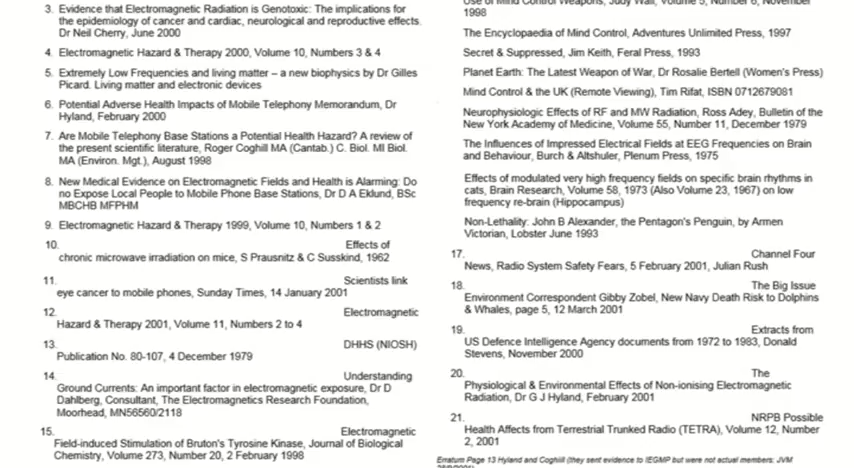 3. Evidence that Electromagnetic Radiation is Genotoxic: The implications for
the epidemiology of cancer and cardiac, neurological and reproductive effects.
Dr Neil Cherry, June 2000
4. Electromagnetic Hazard & Therapy 2000, Volume 10, Numbers 3 & 4
5. Extremely Low Frequencies and living matter – a new biophysics by Dr Gilles
Picard. Living matter and electronic devices
6. Potential Adverse Health Impacts of Mobile Telephony Memorandum, Dr
Hyland, February 2000
7. Are Mobile Telephony Base Stations a Potential Health Hazard? A review of
the present scientific literature, Roger Coghill MA (Cantab.) C. Biol. MI Biol.
MA (Environ. Mgt.), August 1998
8. New Medical Evidence on Electromagnetic Fields and Health is Alarming: Do
no Expose Local People to Mobile Phone Base Stations, Dr D A Eklund, BSc
MBCHB MFPHM
9. Electromagnetic Hazard & Therapy 1999, Volume 10, Numbers 1 & 2
10. Effects of
chronic microwave irradiation on mice, S Prausnitz & C Susskind, 1962
11. Scientists link
eye cancer to mobile phones, Sunday Times, 14 January 2001
12. Electromagnetic
Hazard & Therapy 2001, Volume 11, Numbers 2 to 4
13. DHHS (NIOSH)
Publication No. 80-107, 4 December 1979
14. Understanding
Ground Currents: An important factor in electromagnetic exposure, Dr D
Dahlberg, Consultant, The Electromagnetics Research Foundation,
Moorhead, MN56560/2118
15. Electromagnetic
Field-induced Stimulation of Bruton's Tyrosine Kinase, Journal of Biological
Chemistry, Volume 273, Number 20, 2 February 1998
Use of Mind Control Weapons, Judy Wall, Volume 5, Number 6, November
1998
The Encyclopaedia of Mind Control, Adventures Unlimited Press, 1997
Secret & Suppressed, Jim Keith, Feral Press, 1993
Planet Earth: The Latest Weapon of War, Dr Rosalie Bertell (Women's Press)
Mind Control & the UK (Remote Viewing), Tim Rifat, ISBN 0712679081
Neurophysiologic Effects of RF and MW Radiation, Ross Adey, Bulletin of the
New York Academy of Medicine, Volume 55, Number 11, December 1979
The Influences of Impressed Electrical Fields at EEG Frequencies on Brain
and Behaviour, Burch & Altshuler, Plenum Press, 1975
Effects of modulated very high frequency fields on specific brain rhythms in
cats, Brain Research, Volume 58, 1973 (Also Volume 23, 1967) on low
frequency re-brain (Hippocampus)
Non-Lethality: John B Alexander, the Pentagon's Penguin, by Armen
Victorian, Lobster June 1993
17. Channel Four
News, Radio System Safety Fears, 5 February 2001, Julian Rush
18. The Big Issue
Environment Correspondent Gibby Zobel, New Navy Death Risk to Dolphins
& Whales, page 5, 12 March 2001
19. Extracts from
US Defence Intelligence Agency documents from 1972 to 1983, Donald
Stevens, November 2000
20. The
Physiological & Environmental Effects of Non-ionising Electromagnetic
Radiation, Dr G J Hyland, February 2001
21. NRPB Possible
Health Affects from Terrestrial Trunked Radio (TETRA), Volume 12, Number
2, 2001
Erratum Page 13 Hyland and Coghill (they sent evidence to IEGMP but were not actual members: JVM